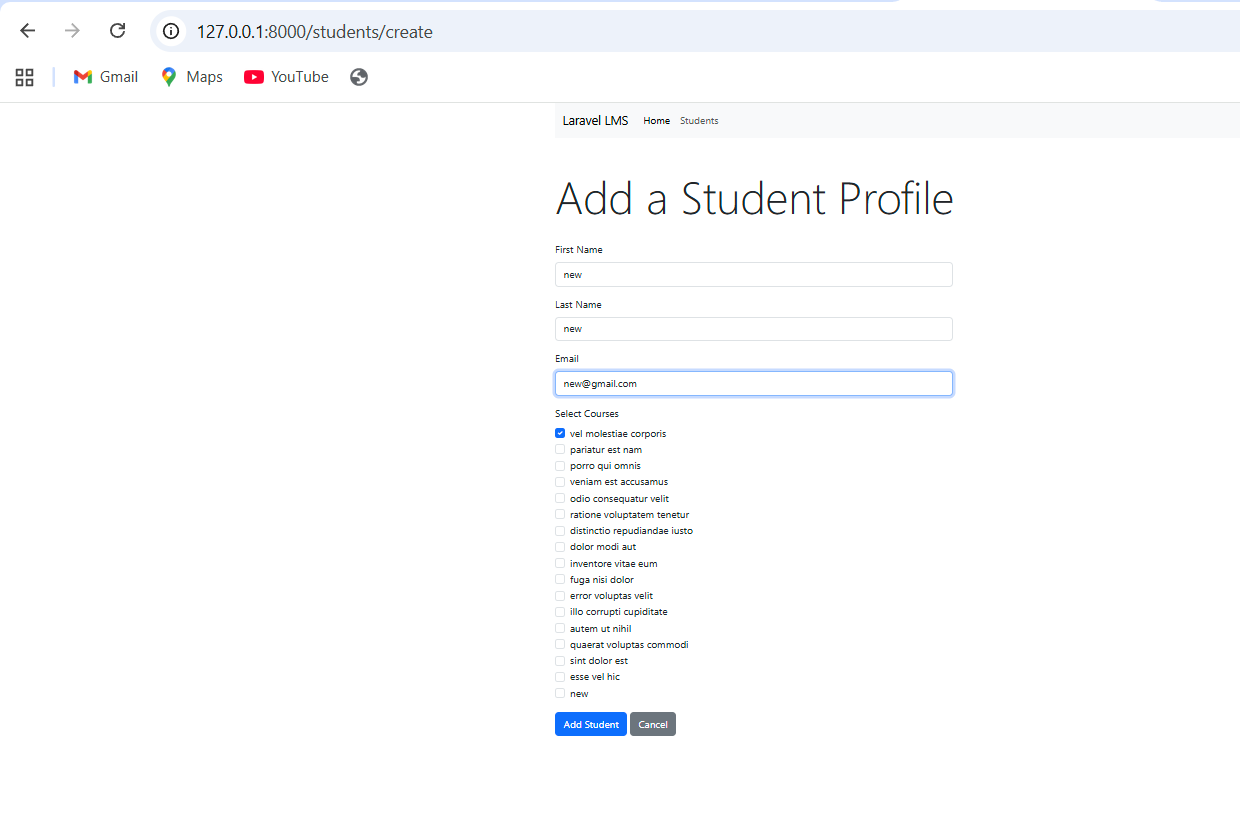 127.0.0.1:8000/students/create
Gmail Maps YouTube
Laravel LMS Home Students
Add a Student Profile
First Name
new
Last Name
new
Email
new@gmail.com
Select Courses
vel molestiae corporis
pariatur est nam
porro qui omnis
veniam est accusamus
odio consequatur velit
ratione voluptatem tenetur
distinctio repudiandae iusto
dolor modi aut
inventore vitae eum
fuga nisi dolor
error voluptas velit
illo corrupti cupiditate
autem ut nihil
quaerat voluptas commodi
sint dolor est
esse vel hic
new
Add Student Cancel